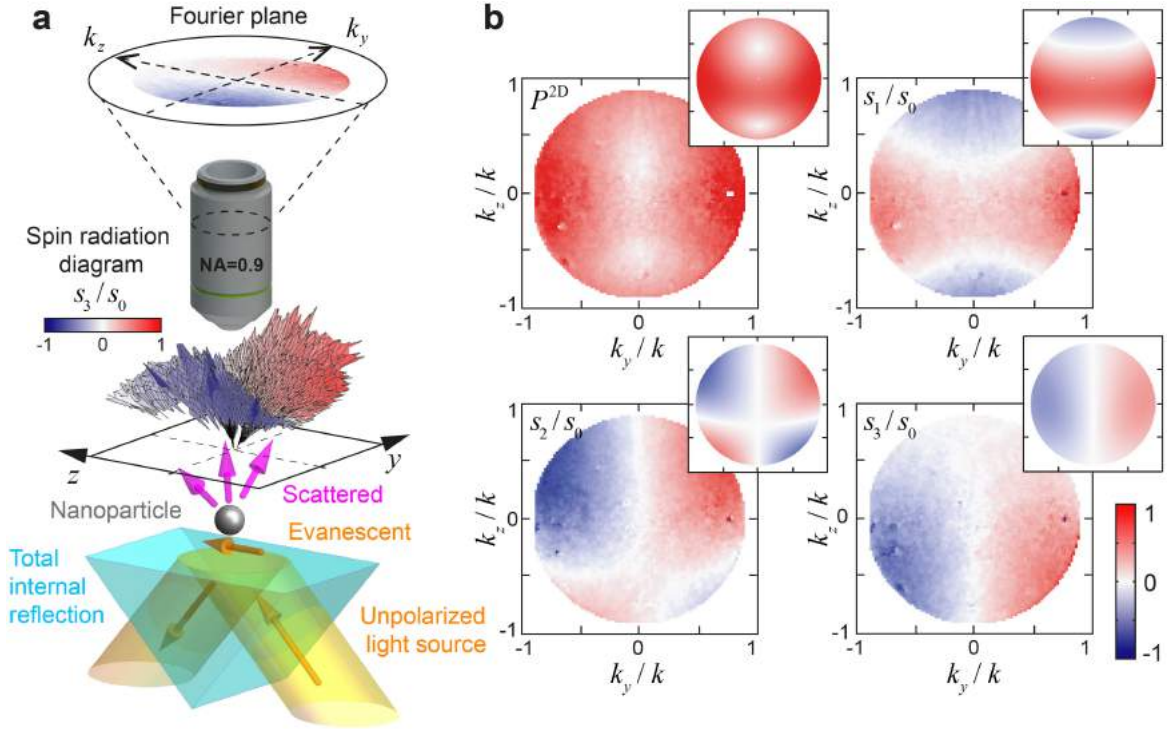 a
Fourier plane
k_z
k_y
NA=0.9
Spin radiation
diagram
s_3 / s_0
-1
0
1
z
y
Scattered
Nanoparticle
Evanescent
Total
internal
reflection
Unpolarized
light source
b
P^2D
1
0
-1
k_z / k
-1
0
1
k_y / k
s_1 / s_0
1
0
-1
k_z / k
-1
0
1
k_y / k
s_2 / s_0
1
0
-1
k_z / k
-1
0
1
k_y / k
s_3 / s_0
1
0
-1
k_z / k
-1
0
1
k_y / k
1
0
-1